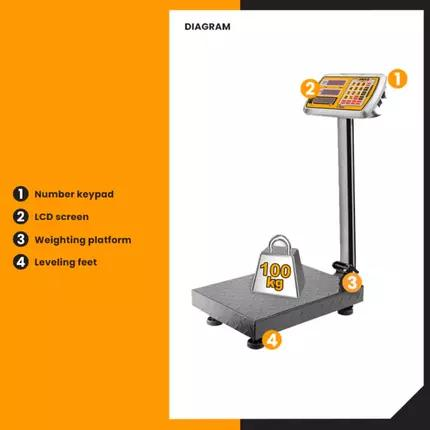 DIAGRAM
1 Number keypad
2 LCD screen
3 Weighting platform
4 Leveling feet
1
2
100
kg
3
4